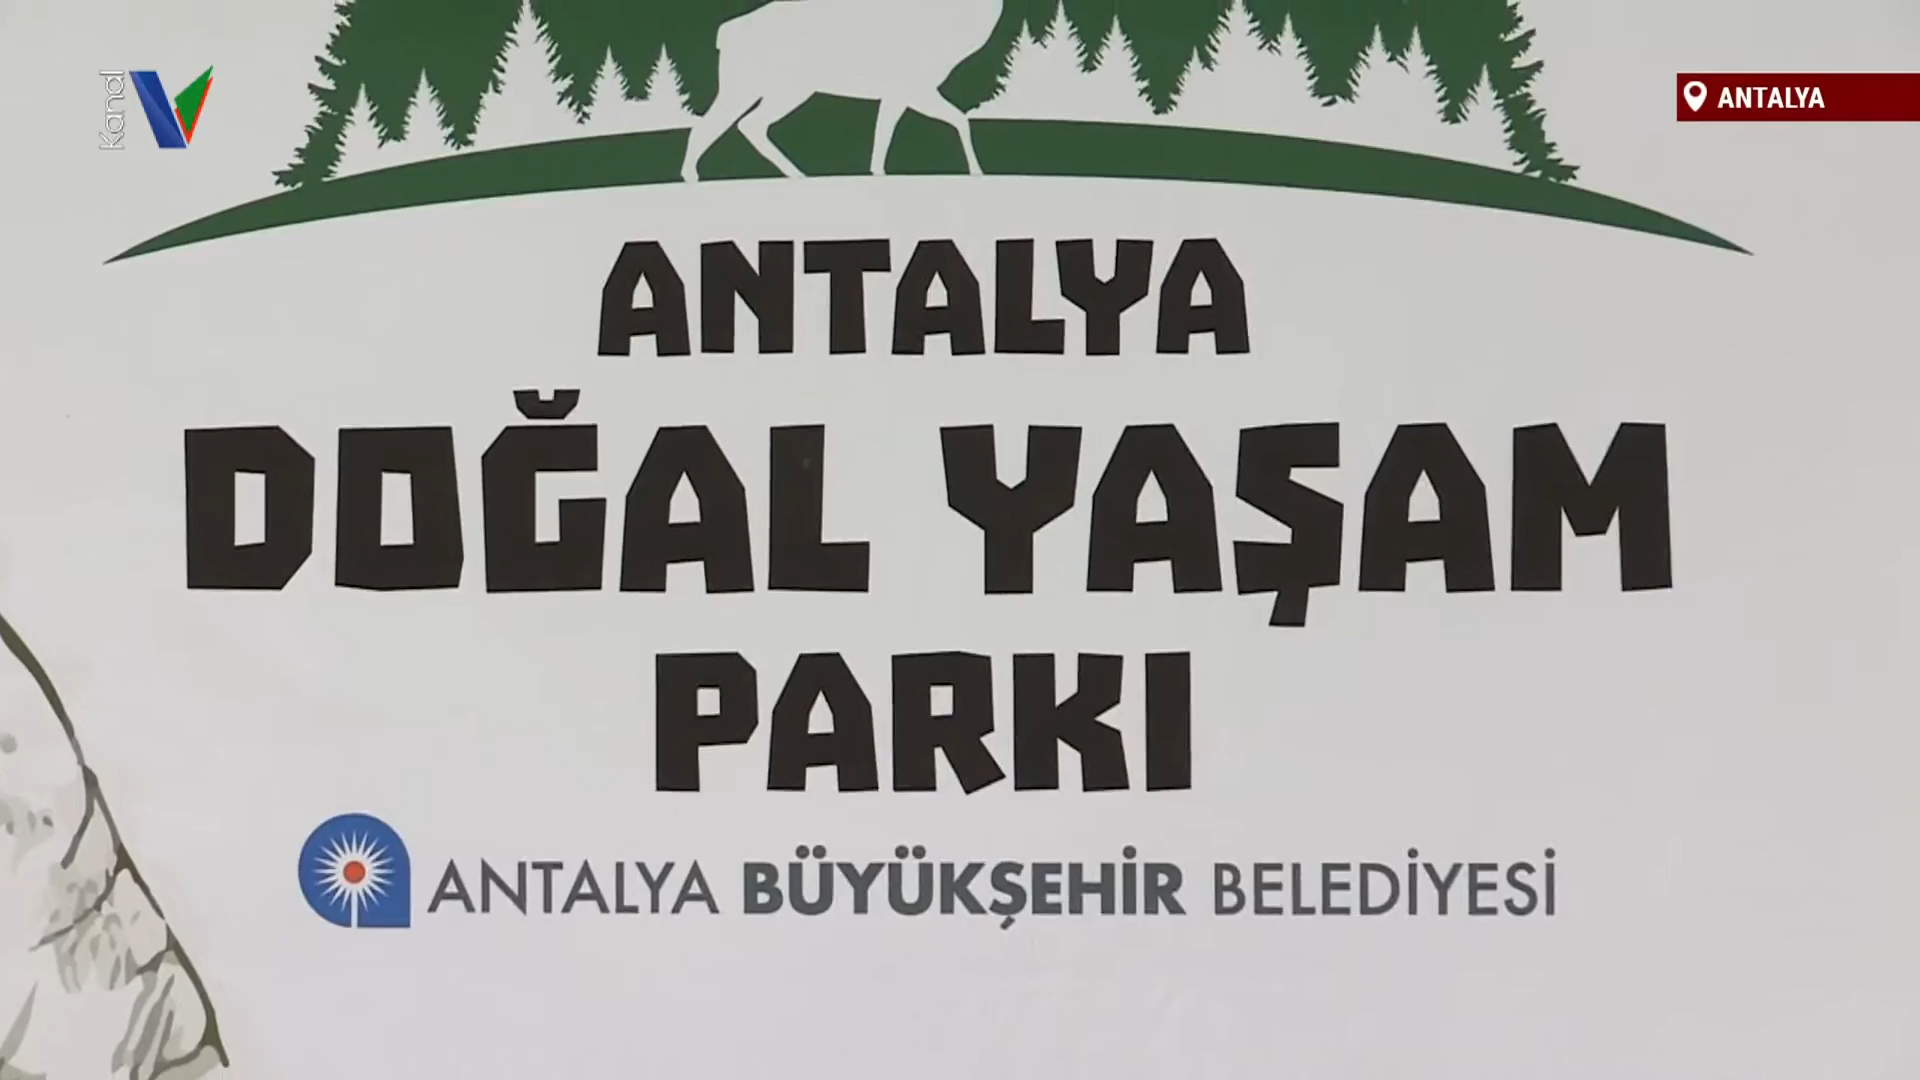 Kanal V
ANTALYA
ANTALYA
DOĞAL YAŞAM
PARKI
ANTALYA BÜYÜKŞEHİR BELEDİYESİ